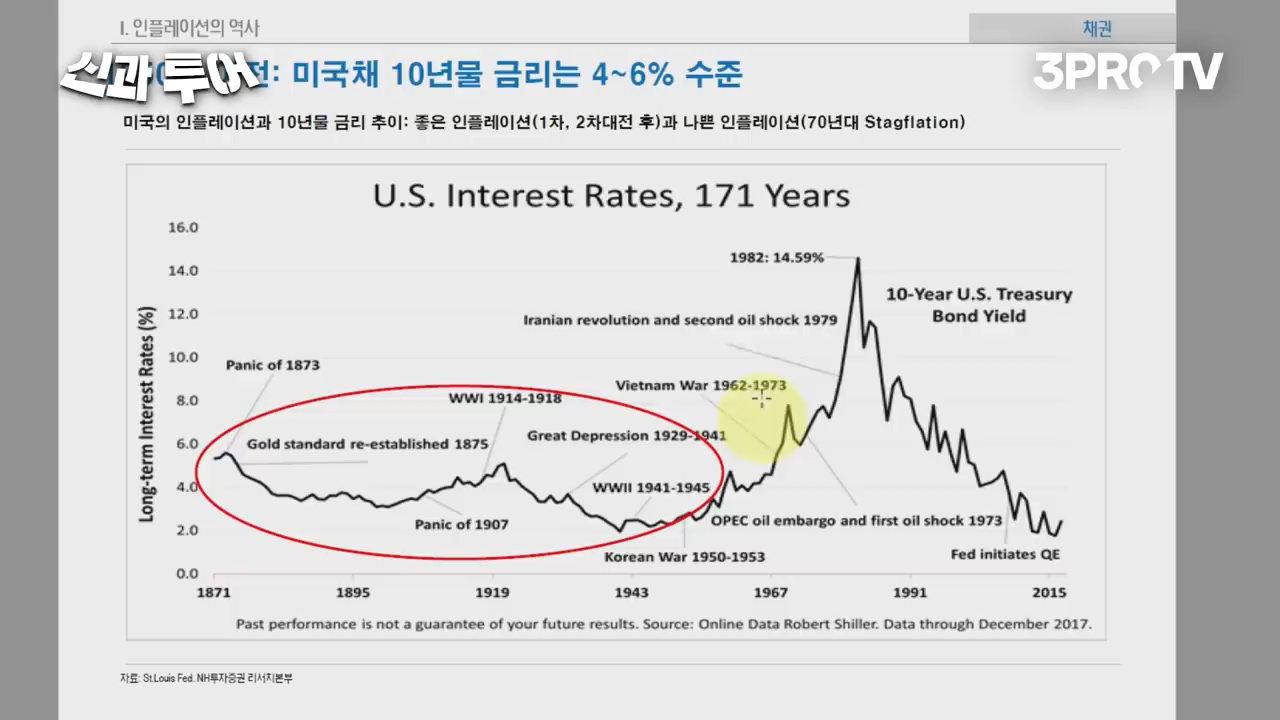 I. 인플레이션의 역사
채권
신과 투어
전: 미국채 10년물 금리는 4~6% 수준
3PRO TV
미국의 인플레이션과 10년물 금리 추이: 좋은 인플레이션(1차, 2차대전 후)과 나쁜 인플레이션(70년대 Stagflation)
U.S. Interest Rates, 171 Years
16.0
1982: 14.59%
14.0
10-Year U.S. Treasury
Bond Yield
12.0
Iranian revolution and second oil shock 1979
Long-term Interest Rates (%)
10.0
Panic of 1873
Vietnam War 1962-1973
8.0
WWI 1914-1918
Great Depression 1929-1941
6.0
Gold standard re-established 1875
4.0
WWII 1941-1945
Panic of 1907
OPEC oil embargo and first oil shock 1973
2.0
Korean War 1950-1953
Fed initiates QE
0.0
1871
1895
1919
1943
1967
1991
2015
Past performance is not a guarantee of your future results. Source: Online Data Robert Shiller. Data through December 2017.
자료: St.Louis Fed. NH투자증권 리서치본부